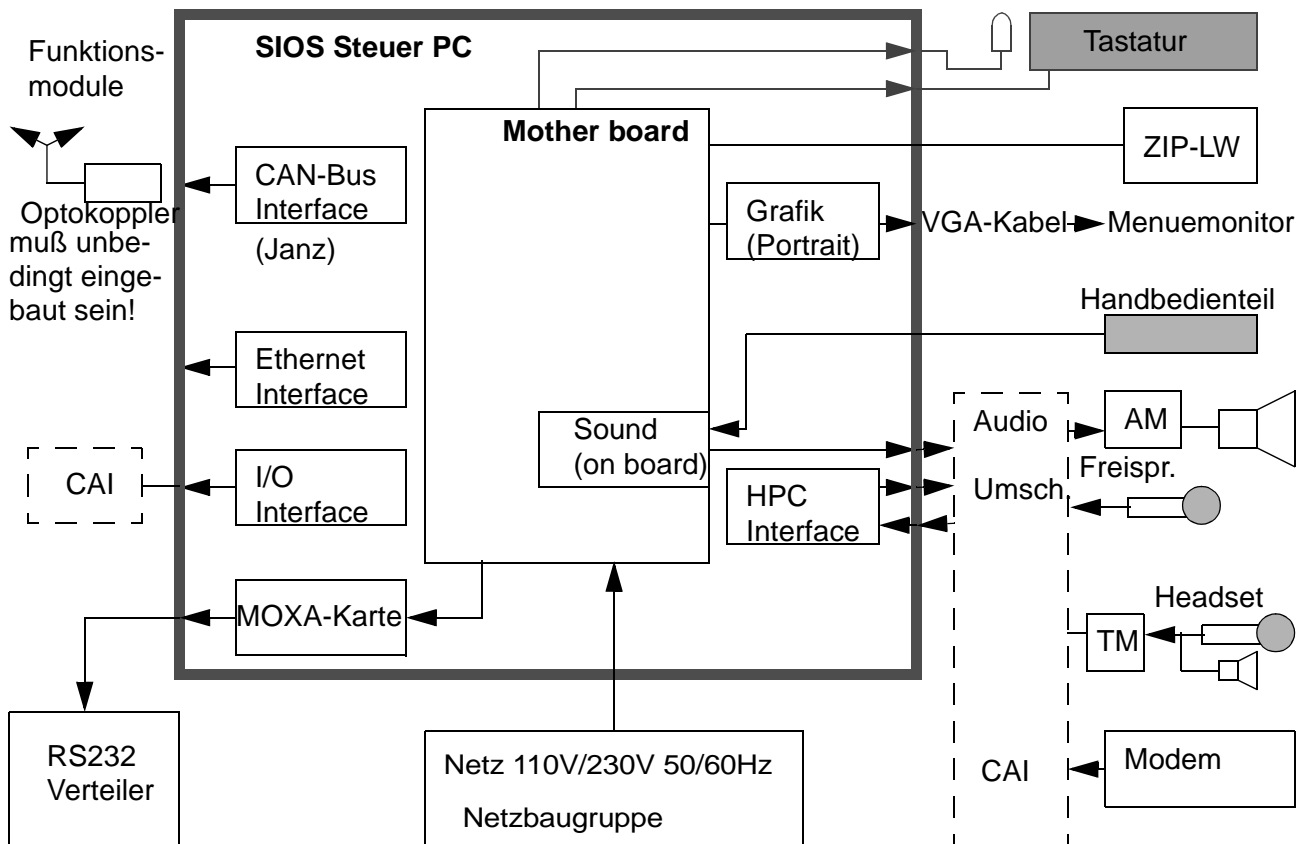 SIOS Steuer PC
Funktions-
module
Tastatur
Mother board
ZIP-LW
CAN-Bus
Interface
(Janz)
Optokoppler
muß unbe-
dingt einge-
baut sein!
Grafik
(Portrait)
VGA-Kabel
Menuemonitor
Handbedienteil
Ethernet
Interface
Sound
(on board)
Audio
Umsch.
AM
Freispr.
CAI
I/O
Interface
HPC
Interface
MOXA-Karte
Headset
TM
RS232
Verteiler
Netz 110V/230V 50/60Hz
Netzbaugruppe
CAI
Modem